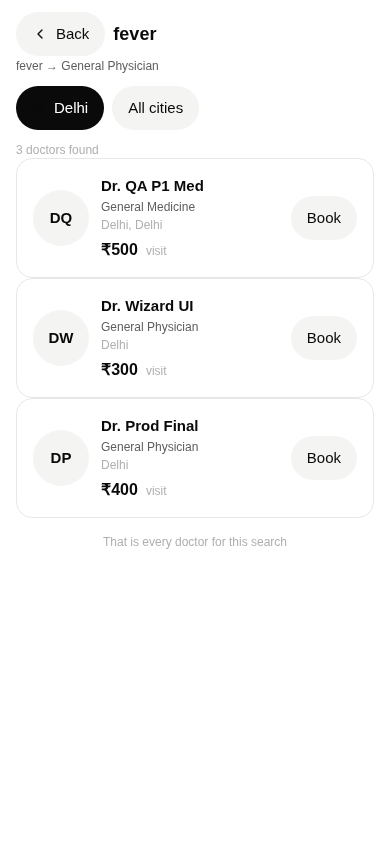 Back fever
fever → General Physician
Delhi All cities
3 doctors found
DQ
Dr. QA P1 Med
General Medicine
Delhi, Delhi
₹500 visit
Book
DW
Dr. Wizard UI
General Physician
Delhi
₹300 visit
Book
DP
Dr. Prod Final
General Physician
Delhi
₹400 visit
Book
That is every doctor for this search